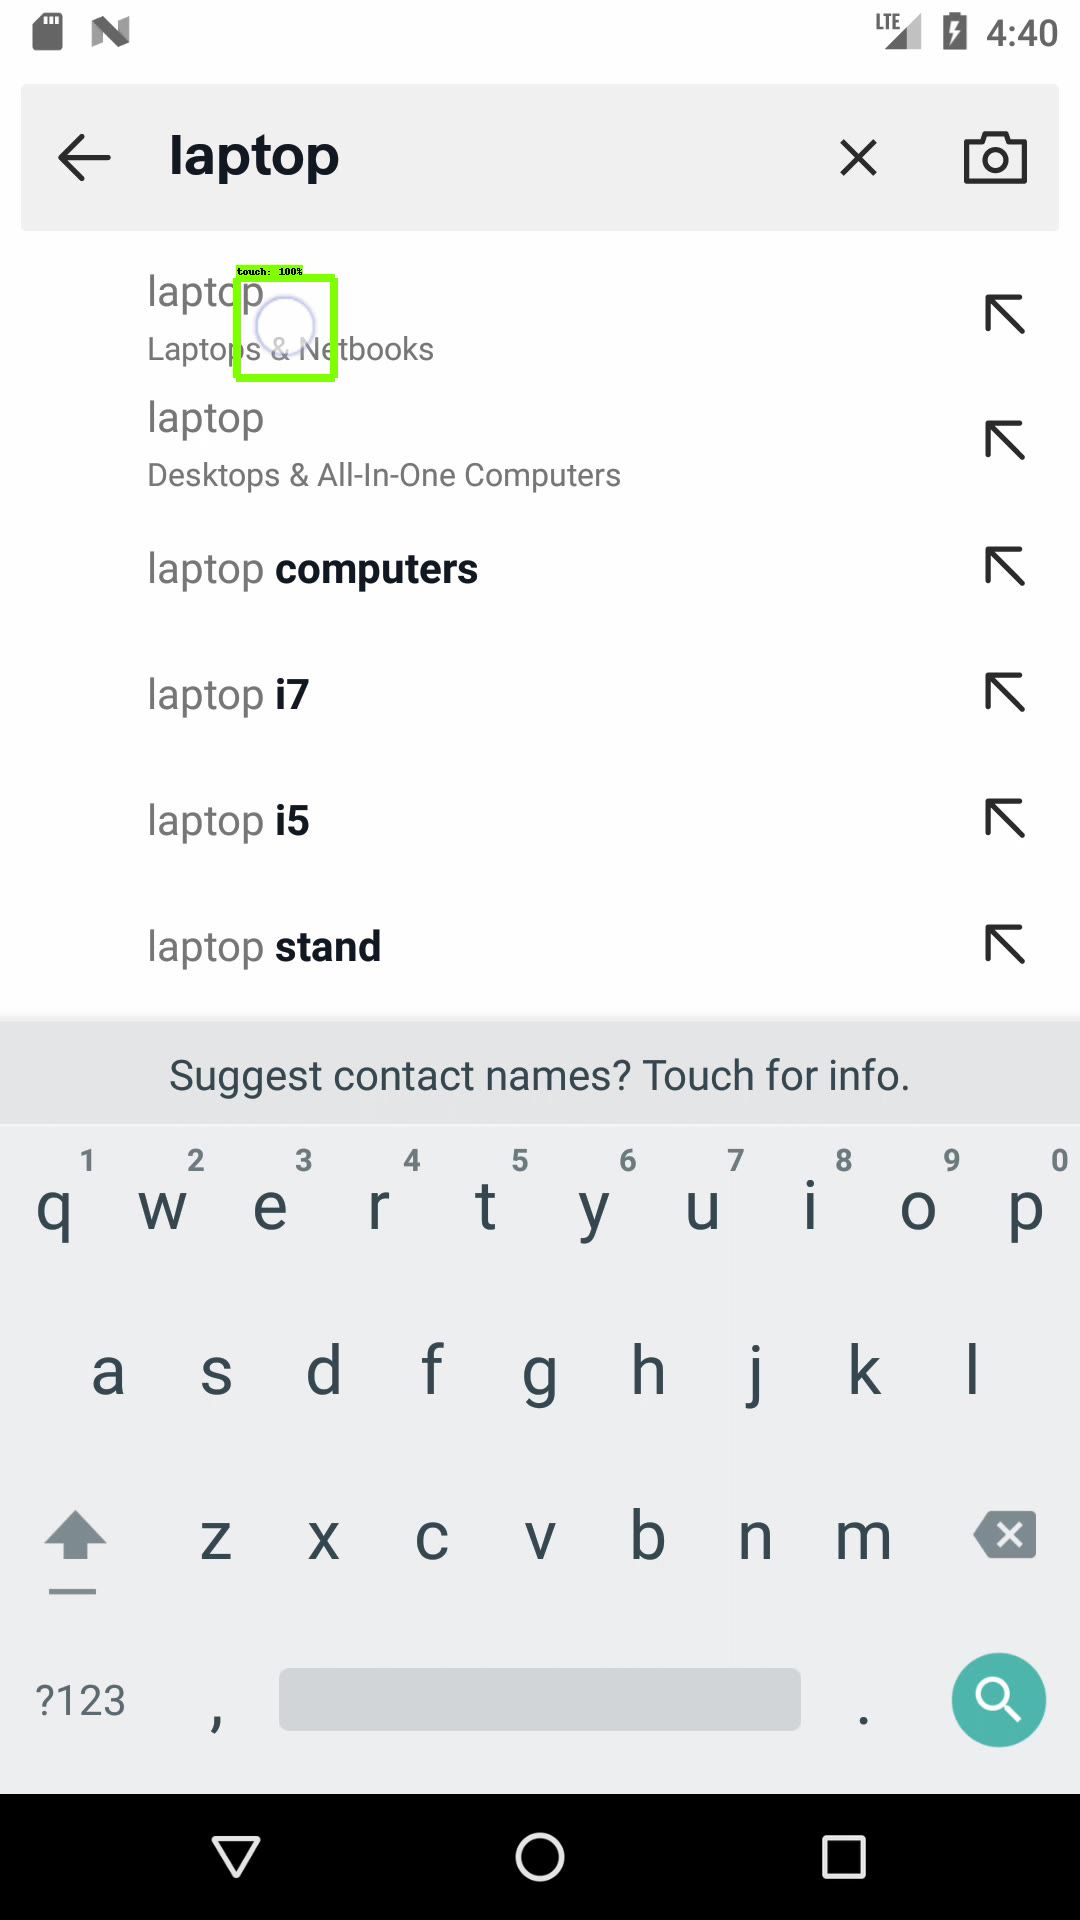 LTE 4:40
laptop
touch: 100%
laptop
Laptops & Netbooks
laptop
Desktops & All-In-One Computers
laptop computers
laptop i7
laptop i5
laptop stand
Suggest contact names? Touch for info.
1 2 3 4 5 6 7 8 9 0
q w e r t y u i o p
a s d f g h j k l
z x c v b n m
?123 , .